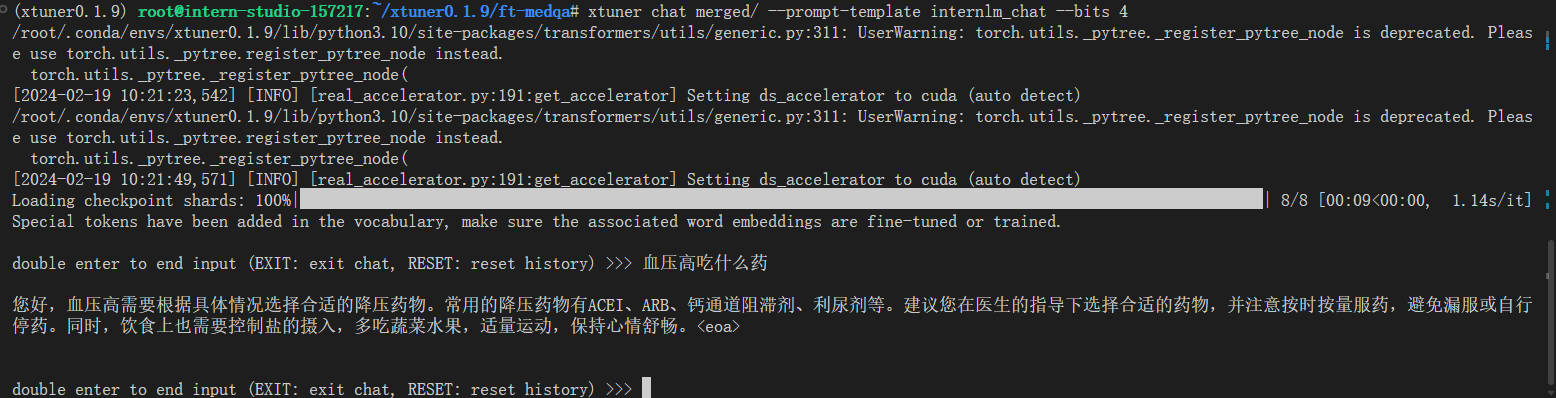 (xtuner0.1.9) root@intern-studio-157217:~/xtuner0.1.9/ft-medqa# xtuner chat merged/ --prompt-template internlm_chat --bits 4
/root/.conda/envs/xtuner0.1.9/lib/python3.10/site-packages/transformers/utils/generic.py:311: UserWarning: torch.utils._pytree._register_pytree_node is deprecated. Pleas
e use torch.utils._pytree.register_pytree_node instead.
  torch.utils._pytree._register_pytree_node(
[2024-02-19 10:21:23,542] [INFO] [real_accelerator.py:191:get_accelerator] Setting ds_accelerator to cuda (auto detect)
/root/.conda/envs/xtuner0.1.9/lib/python3.10/site-packages/transformers/utils/generic.py:311: UserWarning: torch.utils._pytree._register_pytree_node is deprecated. Pleas
e use torch.utils._pytree.register_pytree_node instead.
  torch.utils._pytree._register_pytree_node(
[2024-02-19 10:21:49,571] [INFO] [real_accelerator.py:191:get_accelerator] Setting ds_accelerator to cuda (auto detect)
Loading checkpoint shards: 100%| | 8/8 [00:09<00:00,  1.14s/it]
Special tokens have been added in the vocabulary, make sure the associated word embeddings are fine-tuned or trained.
double enter to end input (EXIT: exit chat, RESET: reset history) >>> 血压高吃什么药
您好，血压高需要根据具体情况选择合适的降压药物。常用的降压药物有ACEI、ARB、钙通道阻滞剂、利尿剂等。建议您在医生的指导下选择合适的药物，并注意按时按量服药，避免漏服或自行
停药。同时，饮食上也需要控制盐的摄入，多吃蔬菜水果，适量运动，保持心情舒畅。<eoa>
double enter to end input (EXIT: exit chat, RESET: reset history) >>>